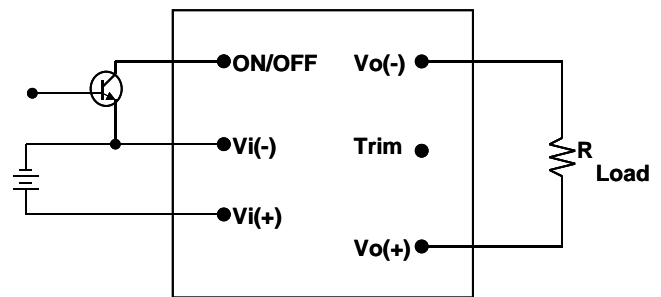 ON/OFF
Vo(-)
Vi(-)
Trim
R
Load
Vi(+)
Vo(+)